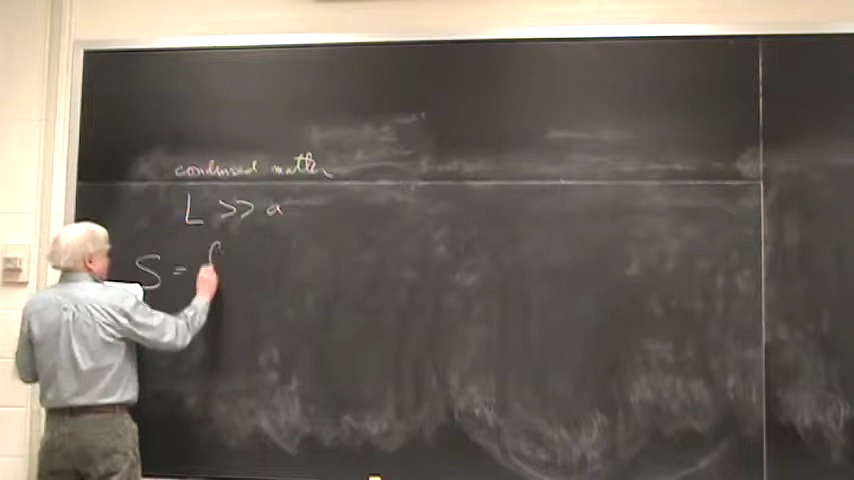 condensed matter
L >> a
S = ∫